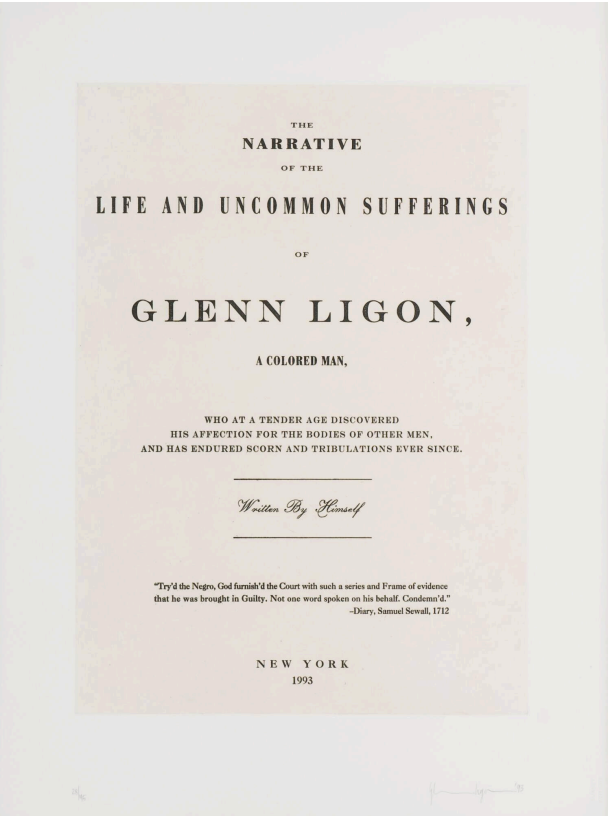 THE
NARRATIVE
OF THE
LIFE AND UNCOMMON SUFFERINGS
OF
GLENN LIGON,
A COLORED MAN,
WHO AT A TENDER AGE DISCOVERED
HIS AFFECTION FOR THE BODIES OF OTHER MEN,
AND HAS ENDURED SCORN AND TRIBULATIONS EVER SINCE.
Written By Himself
"Try'd the Negro, God furnish'd the Court with such a series and Frame of evidence
that he was brought in Guilty. Not one word spoken on his behalf. Condemn'd."
–Diary, Samuel Sewall, 1712
NEW YORK
1993